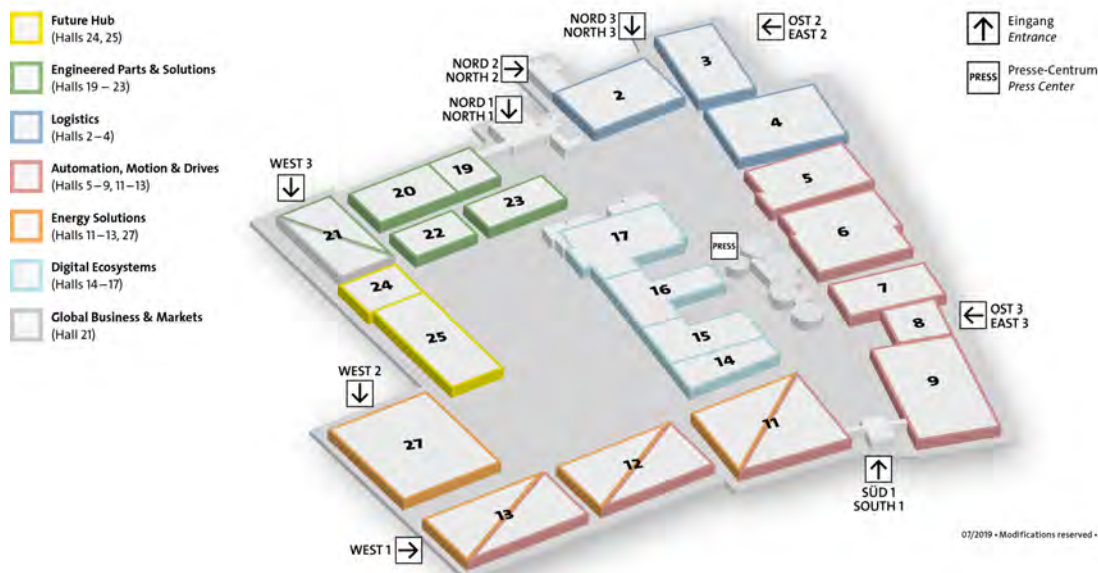 Future Hub
(Halls 24, 25)
Engineered Parts & Solutions
(Halls 19 – 23)
Logistics
(Halls 2 – 4)
Automation, Motion & Drives
(Halls 5 – 9, 11 – 13)
Energy Solutions
(Halls 11 – 13, 27)
Digital Ecosystems
(Halls 14 – 17)
Global Business & Markets
(Hall 21)
NORD 3
NORTH 3
OST 2
EAST 2
NORD 2
NORTH 2
NORD 1
NORTH 1
WEST 3
WEST 2
WEST 1
OST 3
EAST 3
SÜD 1
SOUTH 1
Eingang
Entrance
PRESS
Presse-Centrum
Press Center
3
2
4
19
20
5
23
21
22
17
6
PRESS
24
16
7
8
25
15
14
9
11
27
12
13
07/2019 • Modifications reserved •